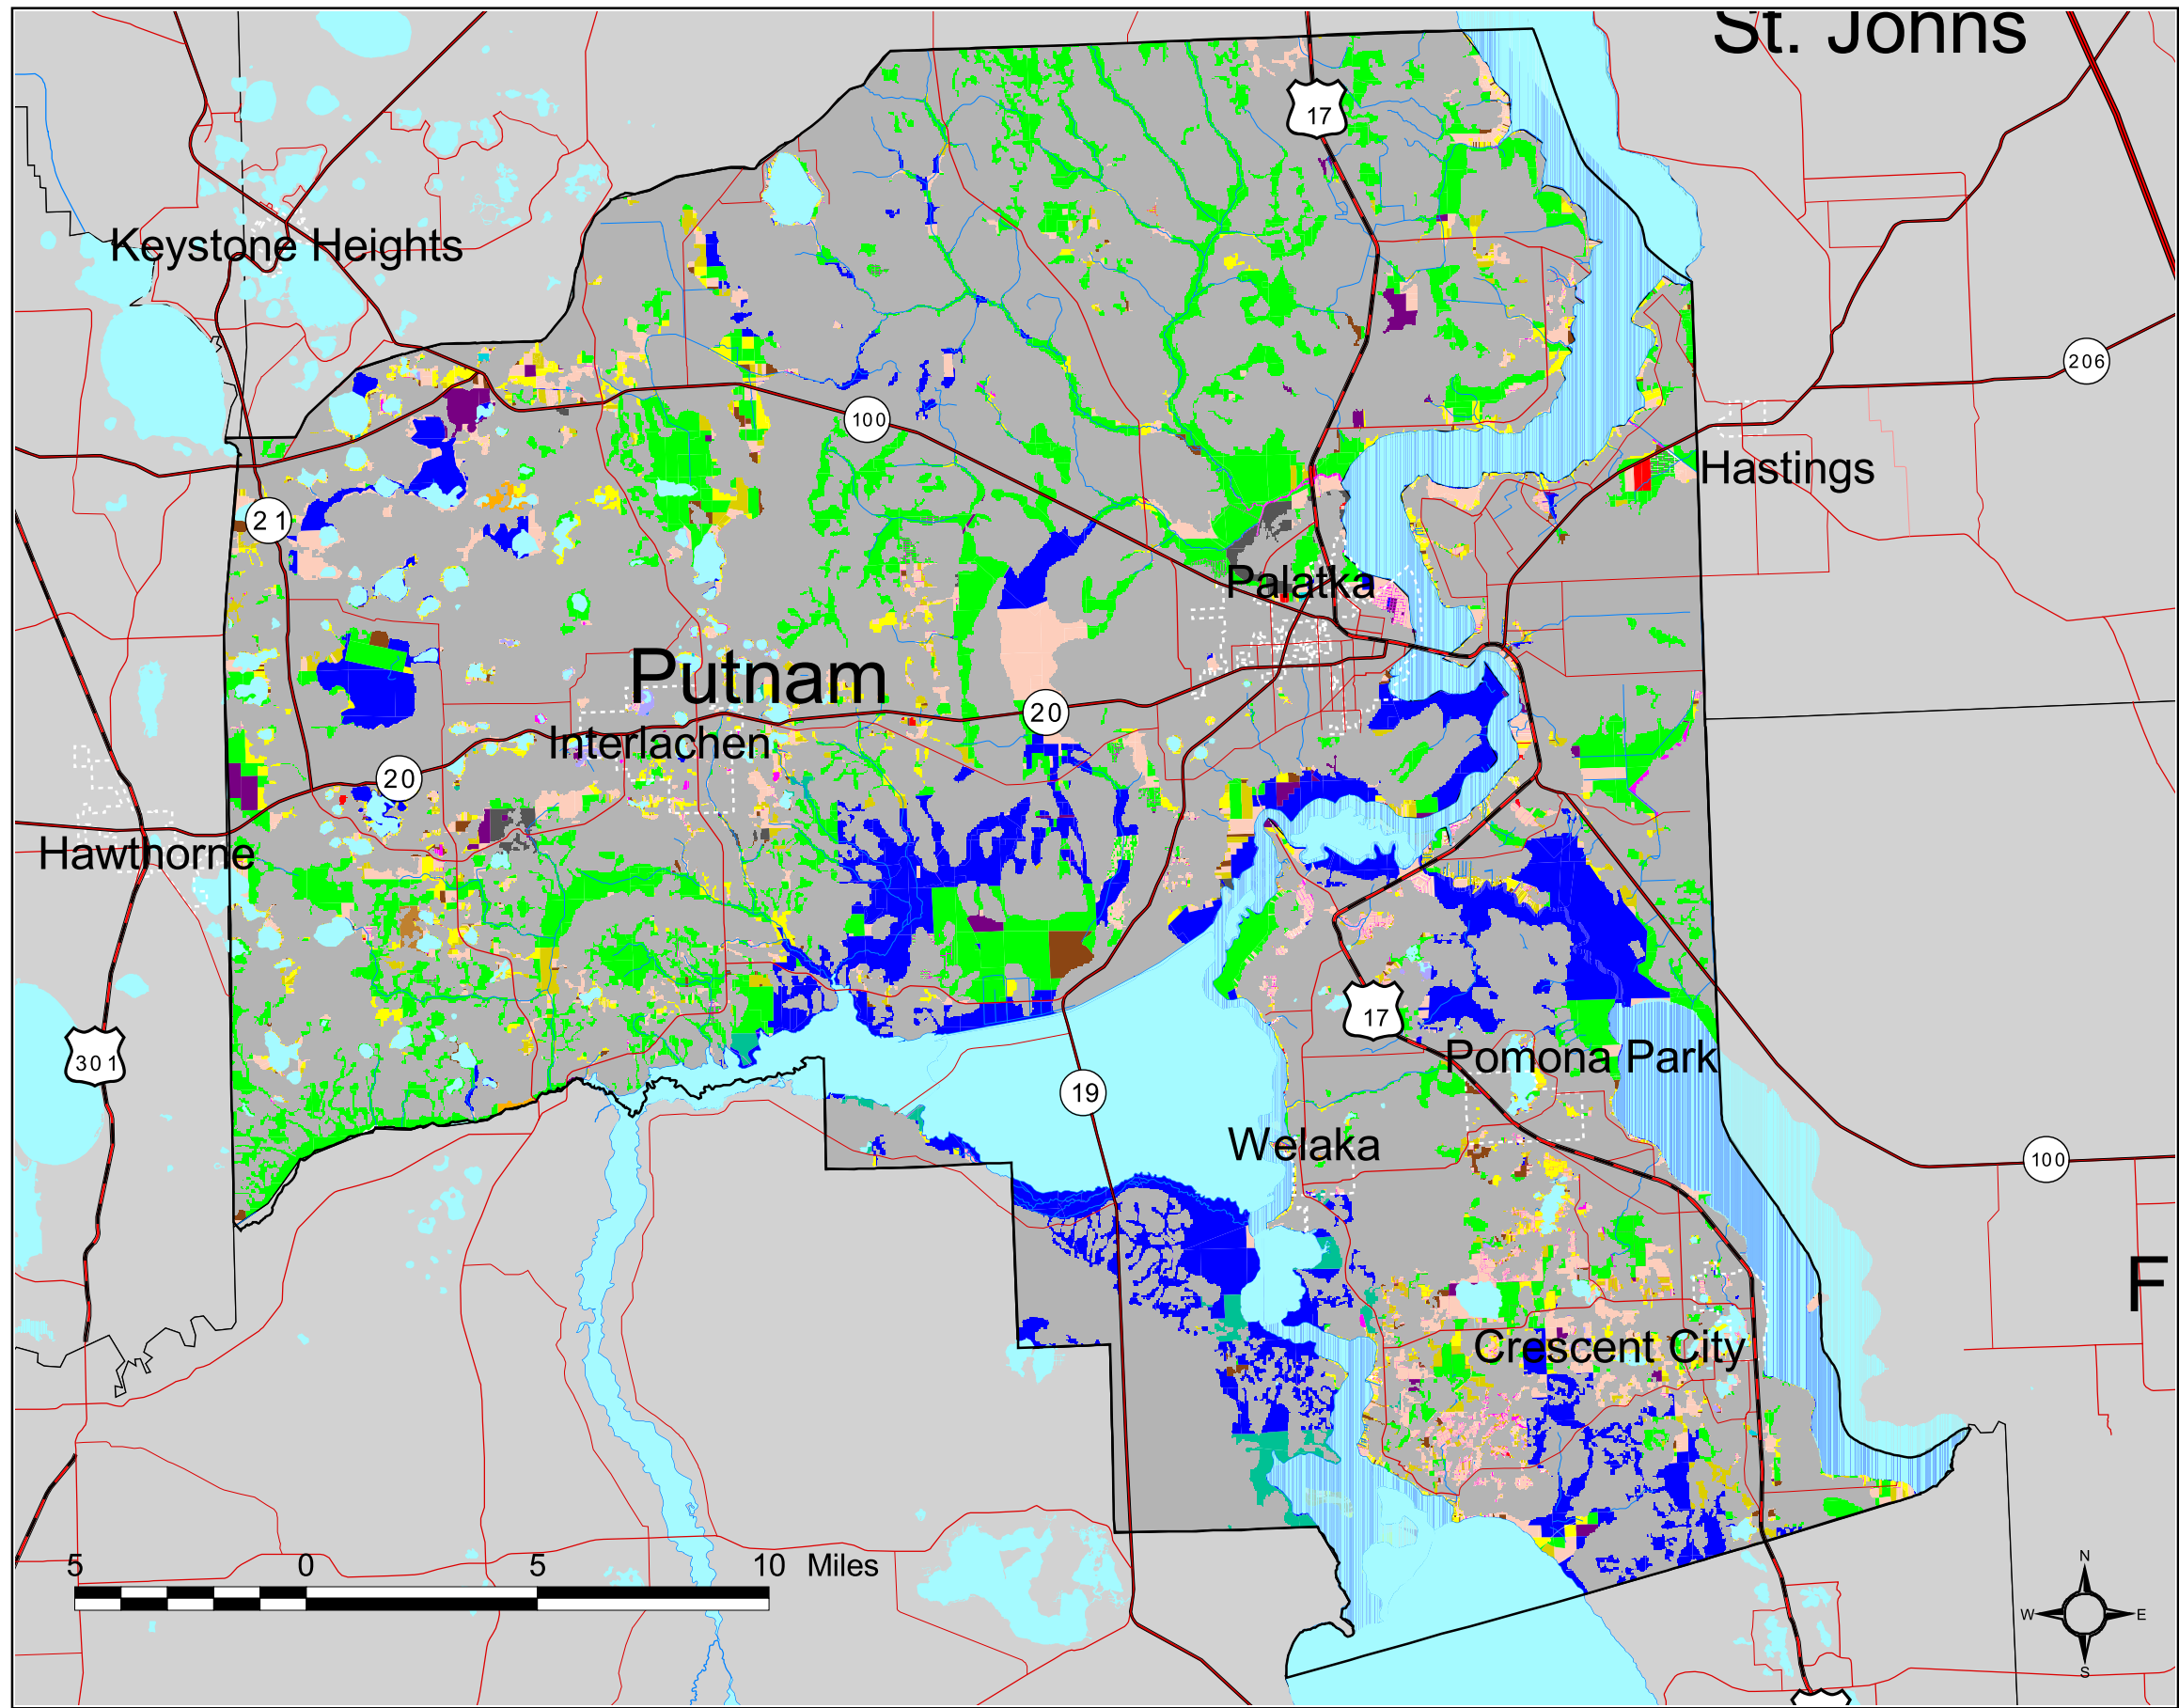 St. Johns
17
Keystone Heights
206
100
Hastings
21
Palatka
Putnam
20
Interlachen
20
Hawthorne
17
301
Pomona Park
19
Welaka
100
F
Crescent City
5 0 5 10 Miles
N
W E
S